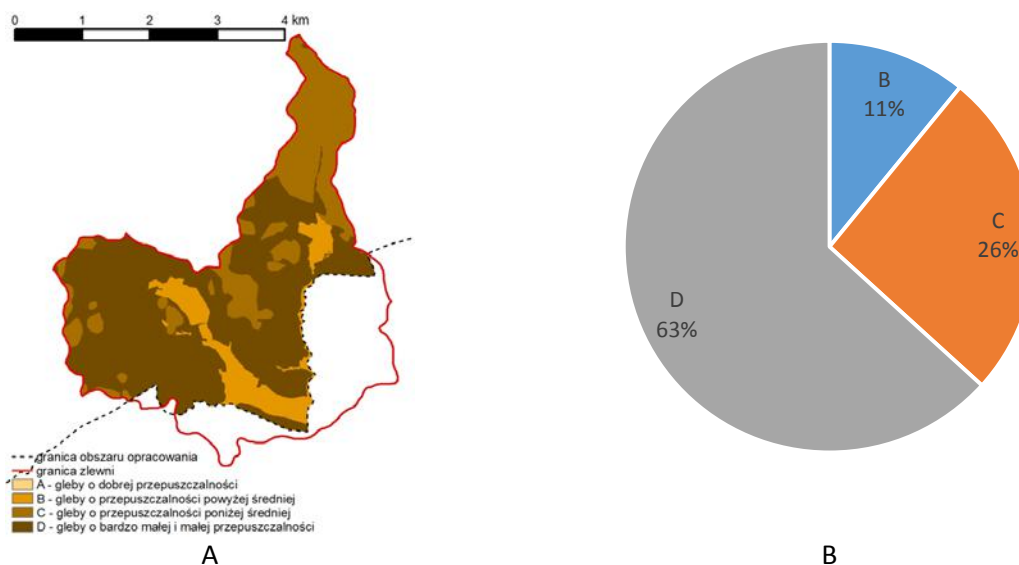 0 1 2 3 4 km
granica obszaru opracowania
granica zlewni
A - gleby o dobrej przepuszczalności
B - gleby o przepuszczalności powyżej średniej
C - gleby o przepuszczalności poniżej średniej
D - gleby o bardzo małej i małej przepuszczalności
A
B
11%
C
26%
D
63%
B